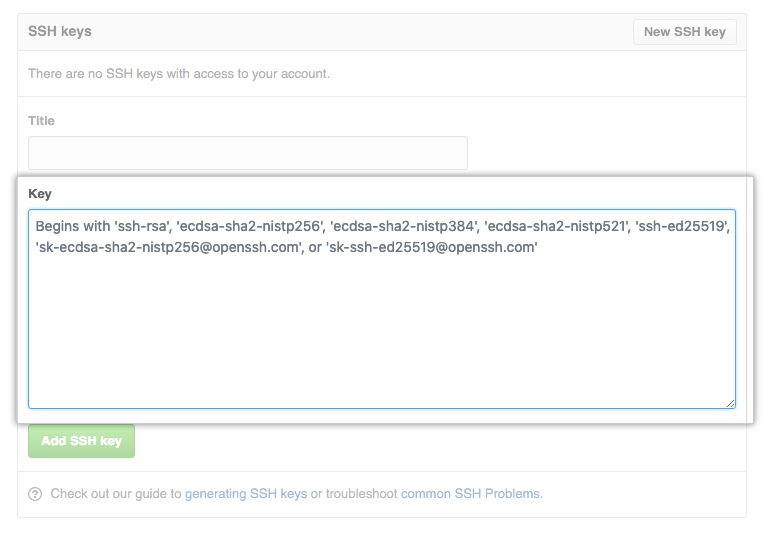 SSH keys
New SSH key
There are no SSH keys with access to your account.
Title
Key
Begins with 'ssh-rsa', 'ecdsa-sha2-nistp256', 'ecdsa-sha2-nistp384', 'ecdsa-sha2-nistp521', 'ssh-ed25519',
'sk-ecdsa-sha2-nistp256@openssh.com', or 'sk-ssh-ed25519@openssh.com'
Add SSH key
Check out our guide to generating SSH keys or troubleshoot common SSH Problems.